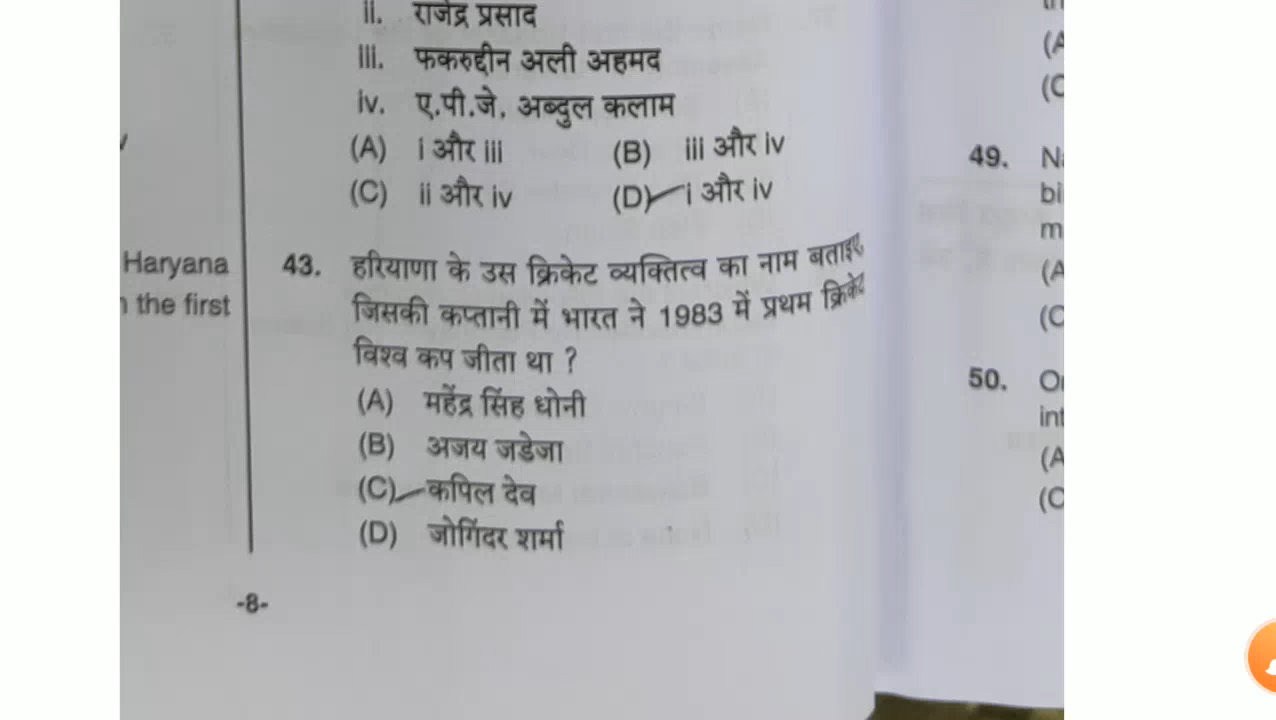 ii. राजेंद्र प्रसाद
iii. फकरुद्दीन अली अहमद
iv. ए.पी.जे. अब्दुल कलाम
(A) i और iii (B) iii और iv
(C) ii और iv (D) i और iv
Haryana
the first
43. हरियाणा के उस क्रिकेट व्यक्तित्व का नाम बताइए,
जिसकी कप्तानी में भारत ने 1983 में प्रथम क्रिकेट
विश्व कप जीता था ?
(A) महेंद्र सिंह धोनी
(B) अजय जडेजा
(C) कपिल देव
(D) जोगिंदर शर्मा
-8-
(A
(C
49.
bi
m
(A
(C
50.
int
(A
(C